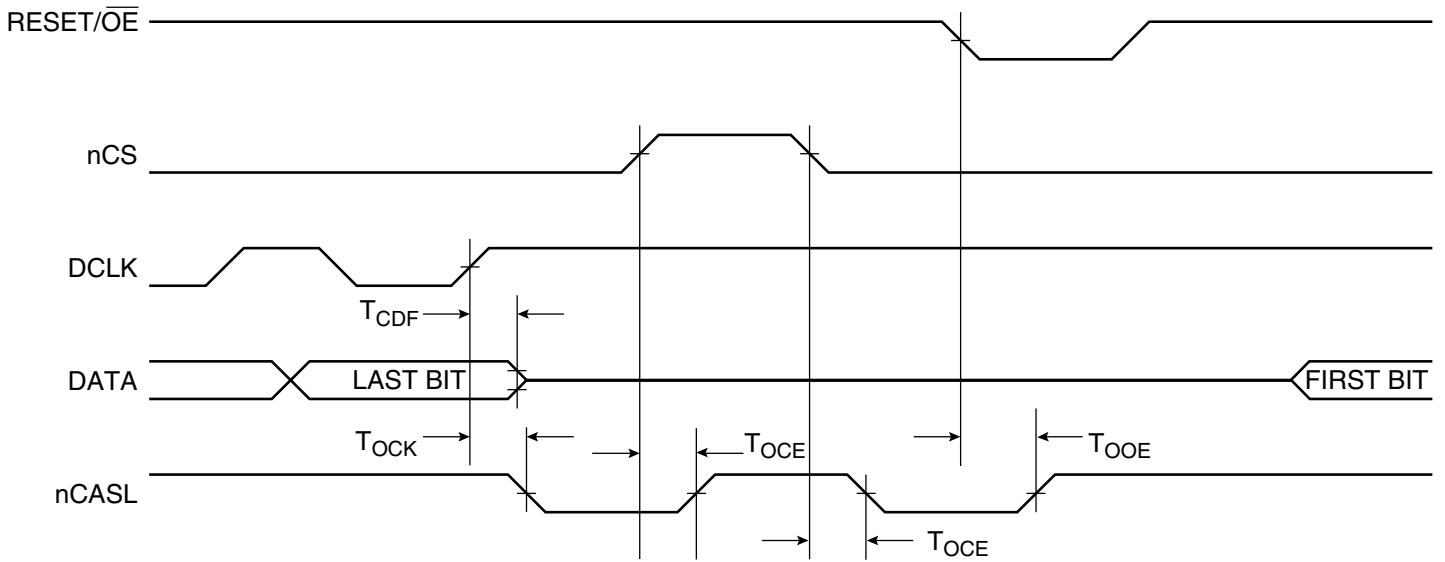 RESET/OE
nCS
DCLK
TCDF
DATA
LAST BIT
FIRST BIT
TOCK
TOCE
TOOE
nCASL
TOCE